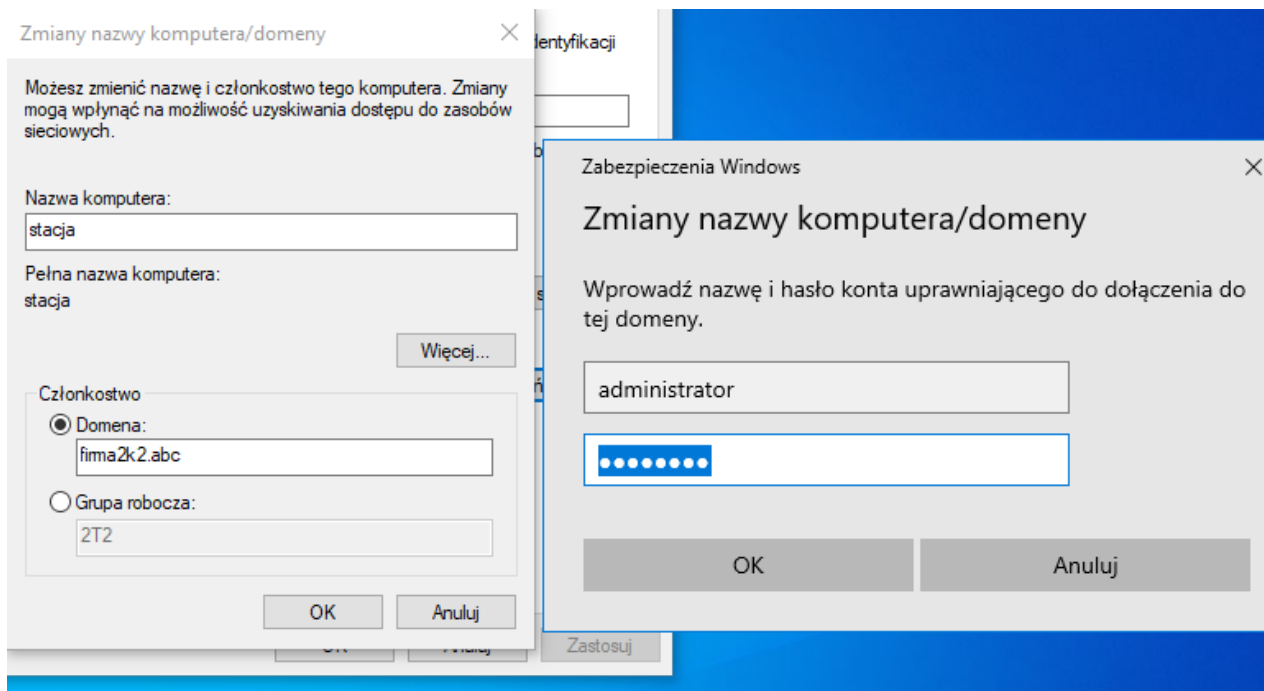 Zmiany nazwy komputera/domeny
Możesz zmienić nazwę i członkostwo tego komputera. Zmiany
mogą wpłynąć na możliwość uzyskiwania dostępu do zasobów
sieciowych.
Nazwa komputera:
stacja
Pełna nazwa komputera:
stacja
Więcej...
Członkostwo
Domena:
firma2k2.abc
Grupa robocza:
2T2
OK Anuluj
Zastosuj
Zabezpieczenia Windows
Zmiany nazwy komputera/domeny
Wprowadź nazwę i hasło konta uprawniającego do dołączenia do
tej domeny.
administrator
●●●●●●●●
OK Anuluj